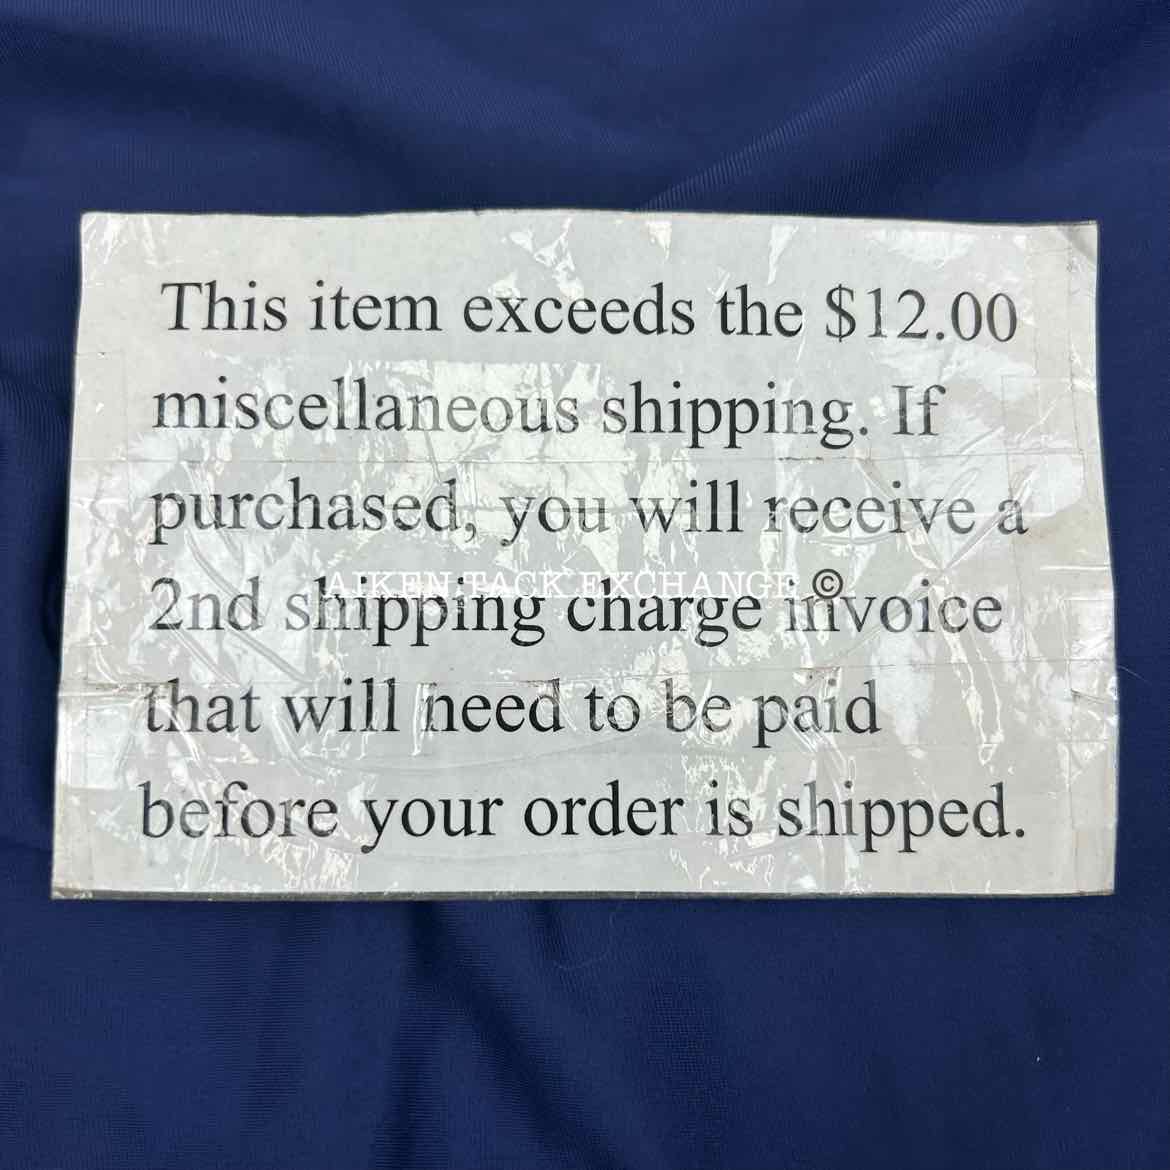 This item exceeds the $12.00
miscellaneous shipping. If
purchased, you will receive a
AIKEN TACK EXCHANGE ©
2nd shipping charge invoice
that will need to be paid
before your order is shipped.